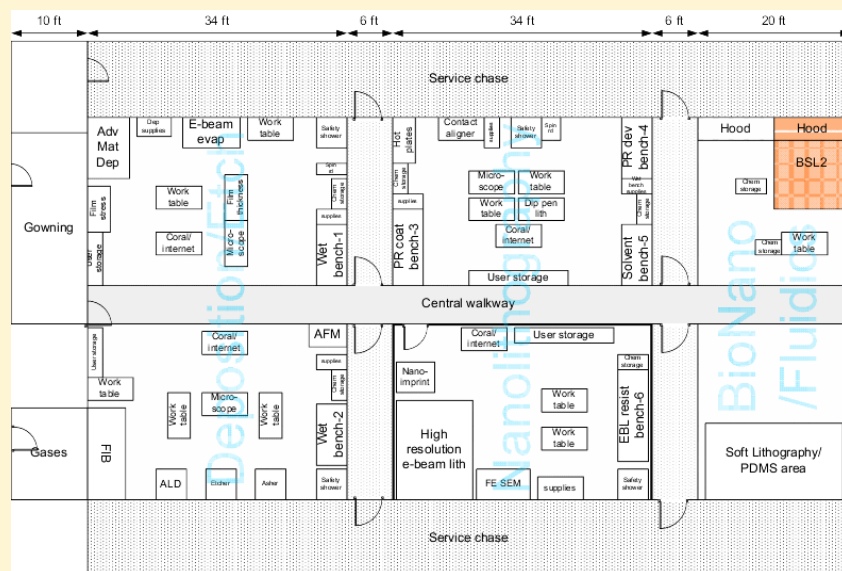 10 ft
34 ft
6 ft
34 ft
6 ft
20 ft
Service chase
Adv
Mat
Dep
Dep
supplies
E-beam
evap
Work
table
Safety
shower
Hot
plates
Contact
aligner
supplies
Safety
shower
Spin
rd
PR dev
bench-4
Hood
Hood
BSL2
Spin
rd
Chem
storage
supplies
Wet
bench-1
Film
thickness
Work
table
Micro-
scope
Coral/
internet
Film
stress
User
storage
Gowning
Chem
storage
supplies
PR coat
bench-3
Micro-
scope
Work
table
Work
table
Dip pen
lith
Coral/
internet
User storage
Wet
bench
supplies
Chem
storage
Solvent
bench-5
Chem
storage
Chem
storage
Work
table
Central walkway
Deposition/Etch
Nanolithography
BioNano
/Fluidics
User storage
Coral/
internet
AFM
supplies
Chem
storage
Work
table
Micro-
scope
Work
table
Work
table
Wet
bench-2
Gases
FIB
ALD
Etcher
Asher
Safety
shower
Coral/
internet
User storage
Nano-
imprint
Chem
storage
EBL resist
bench-6
Work
table
Work
table
High
resolution
e-beam lith
FE SEM
supplies
Safety
shower
Soft Lithography/
PDMS area
Service chase